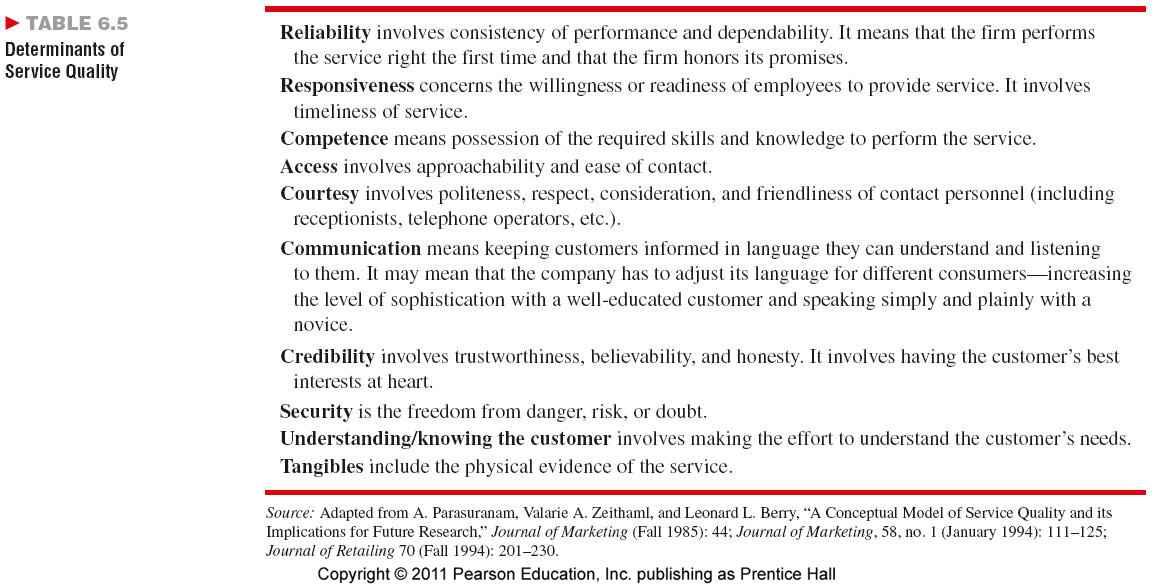 ► TABLE 6.5
Determinants of
Service Quality
Reliability involves consistency of performance and dependability. It means that the firm performs
the service right the first time and that the firm honors its promises.
Responsiveness concerns the willingness or readiness of employees to provide service. It involves
timeliness of service.
Competence means possession of the required skills and knowledge to perform the service.
Access involves approachability and ease of contact.
Courtesy involves politeness, respect, consideration, and friendliness of contact personnel (including
receptionists, telephone operators, etc.).
Communication means keeping customers informed in language they can understand and listening
to them. It may mean that the company has to adjust its language for different consumers—increasing
the level of sophistication with a well-educated customer and speaking simply and plainly with a
novice.
Credibility involves trustworthiness, believability, and honesty. It involves having the customer's best
interests at heart.
Security is the freedom from danger, risk, or doubt.
Understanding/knowing the customer involves making the effort to understand the customer's needs.
Tangibles include the physical evidence of the service.
Source: Adapted from A. Parasuranam, Valarie A. Zeithaml, and Leonard L. Berry, “A Conceptual Model of Service Quality and its
Implications for Future Research,” Journal of Marketing (Fall 1985): 44; Journal of Marketing, 58, no. 1 (January 1994): 111–125;
Journal of Retailing 70 (Fall 1994): 201–230.
Copyright © 2011 Pearson Education, Inc. publishing as Prentice Hall